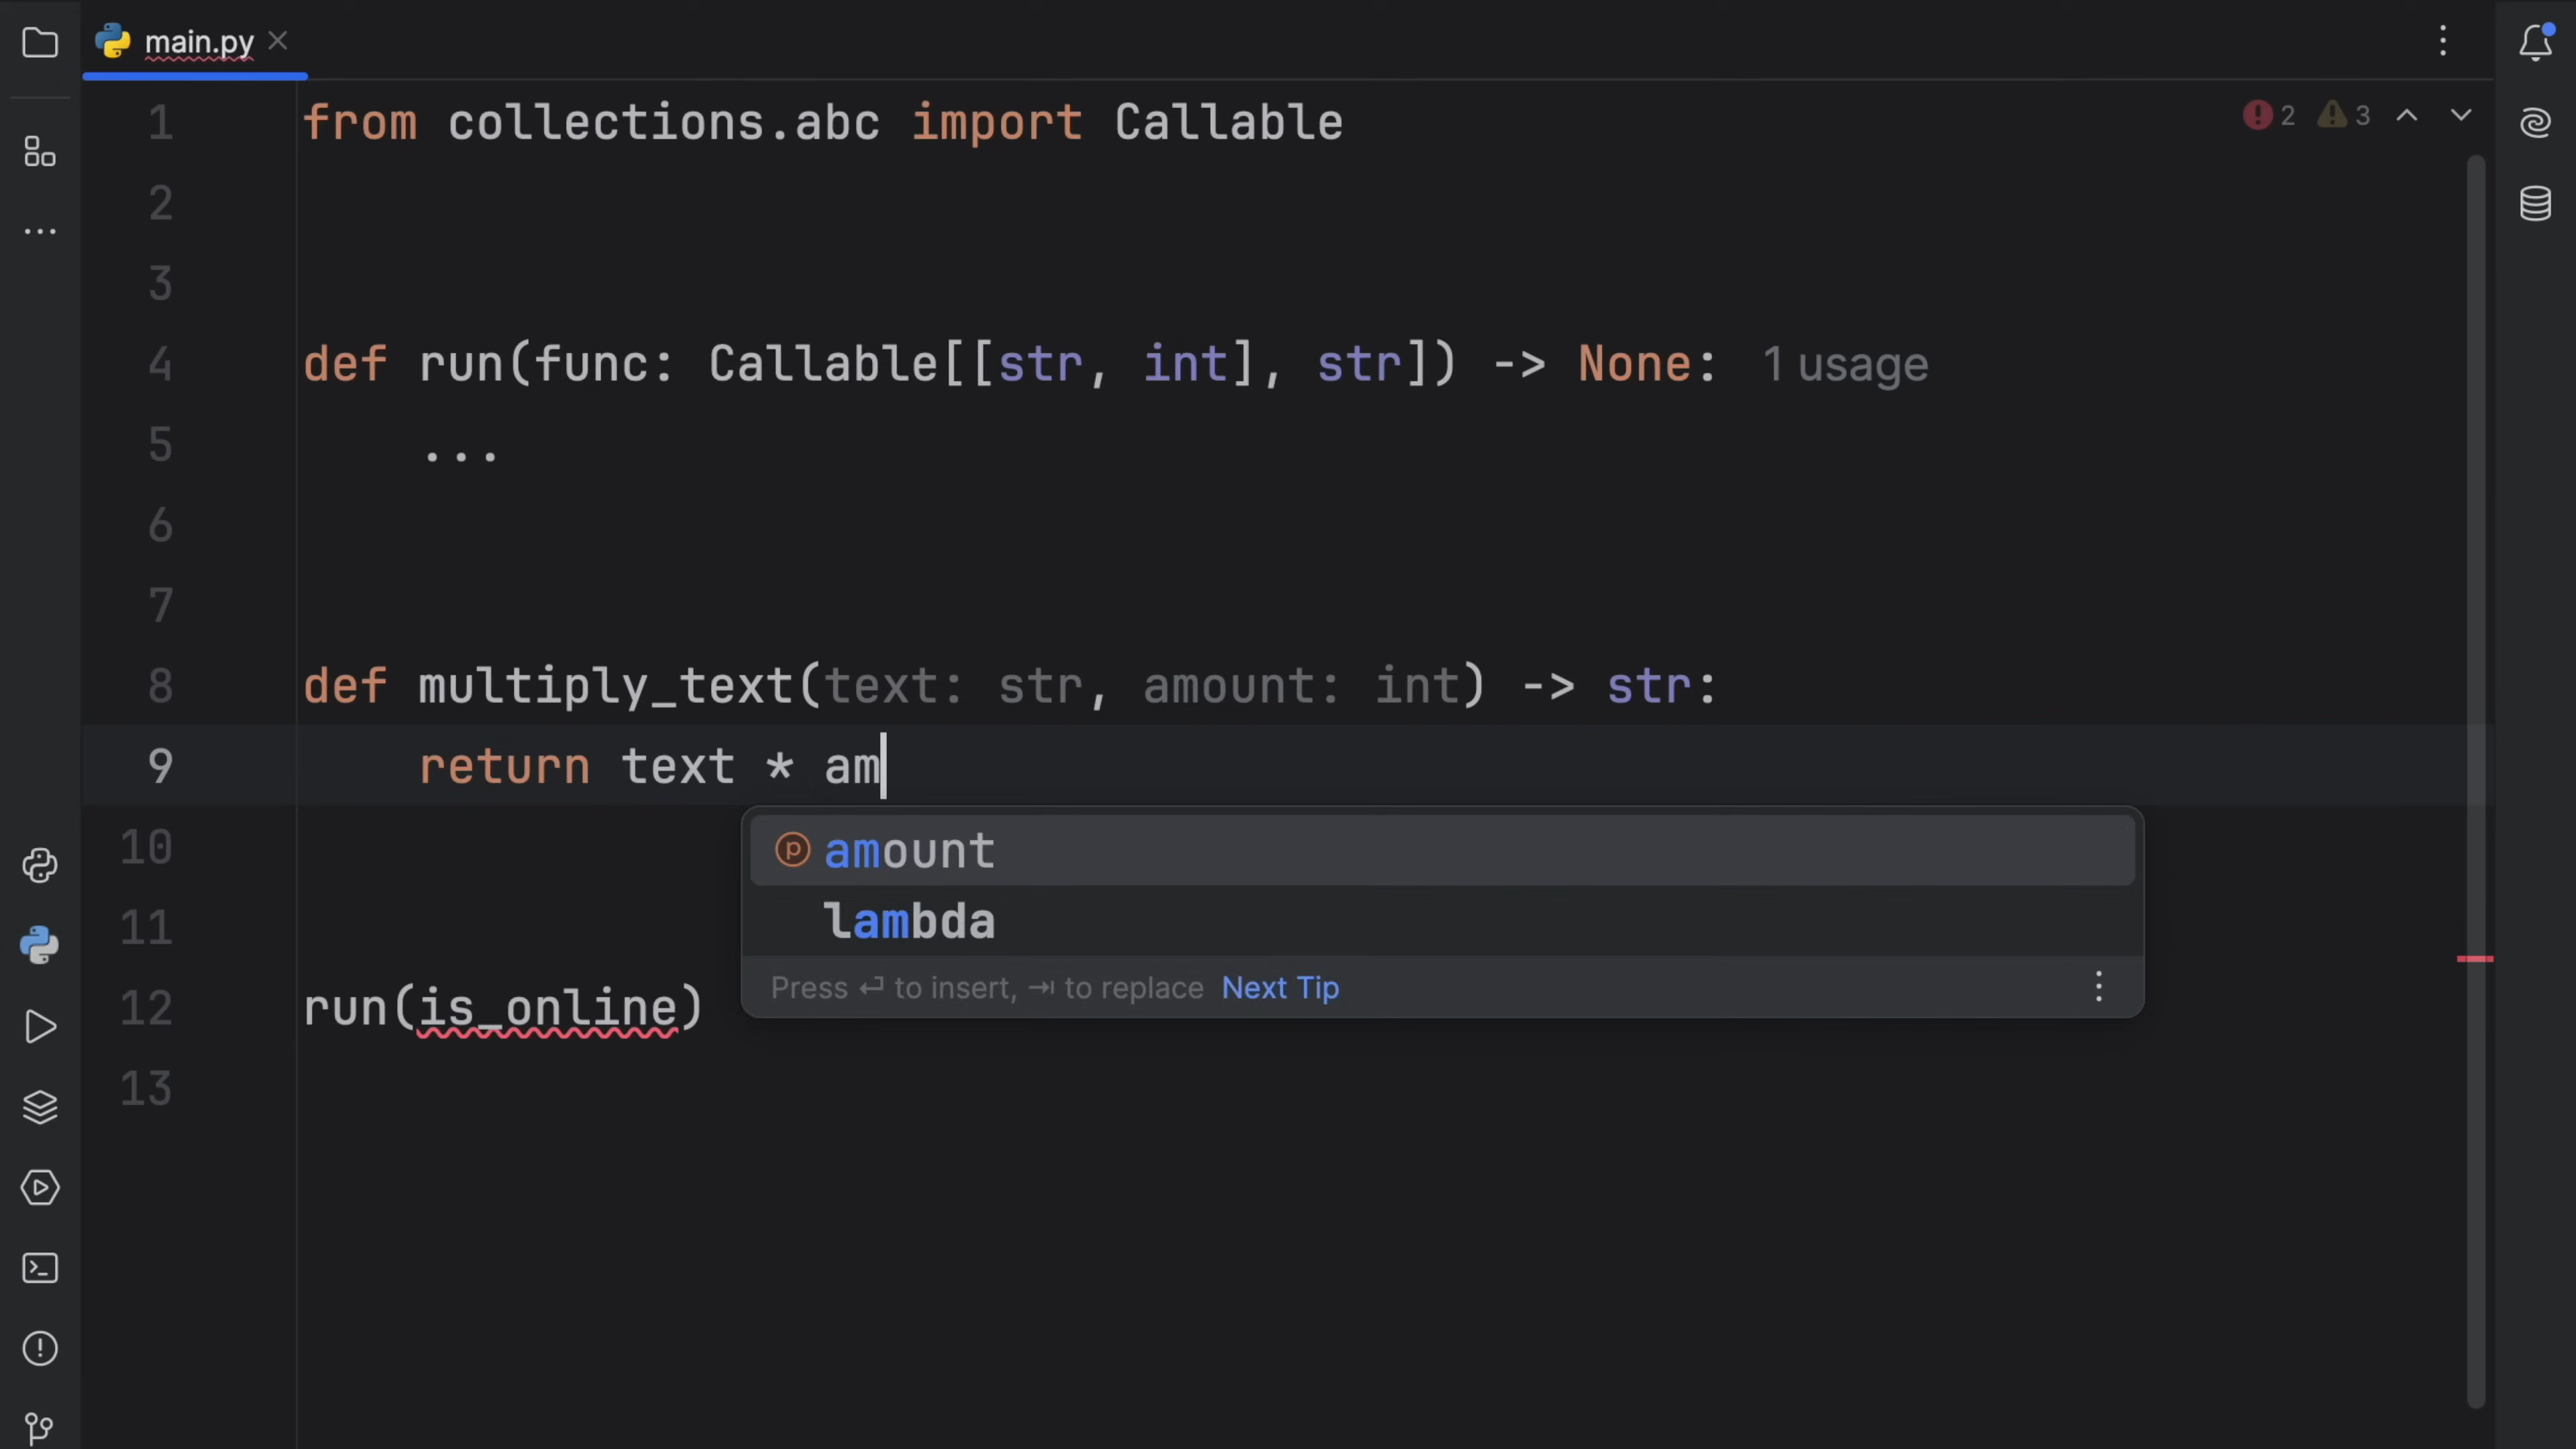 main.py
2 3
1 from collections.abc import Callable
2
3
4 def run(func: Callable[[str, int], str]) -> None: 1 usage
5 ...
6
7
8 def multiply_text(text: str, amount: int) -> str:
9 return text * am
amount
lambda
Press ⏎ to insert, ⇥ to replace Next Tip
10
11
12 run(is_online)
13